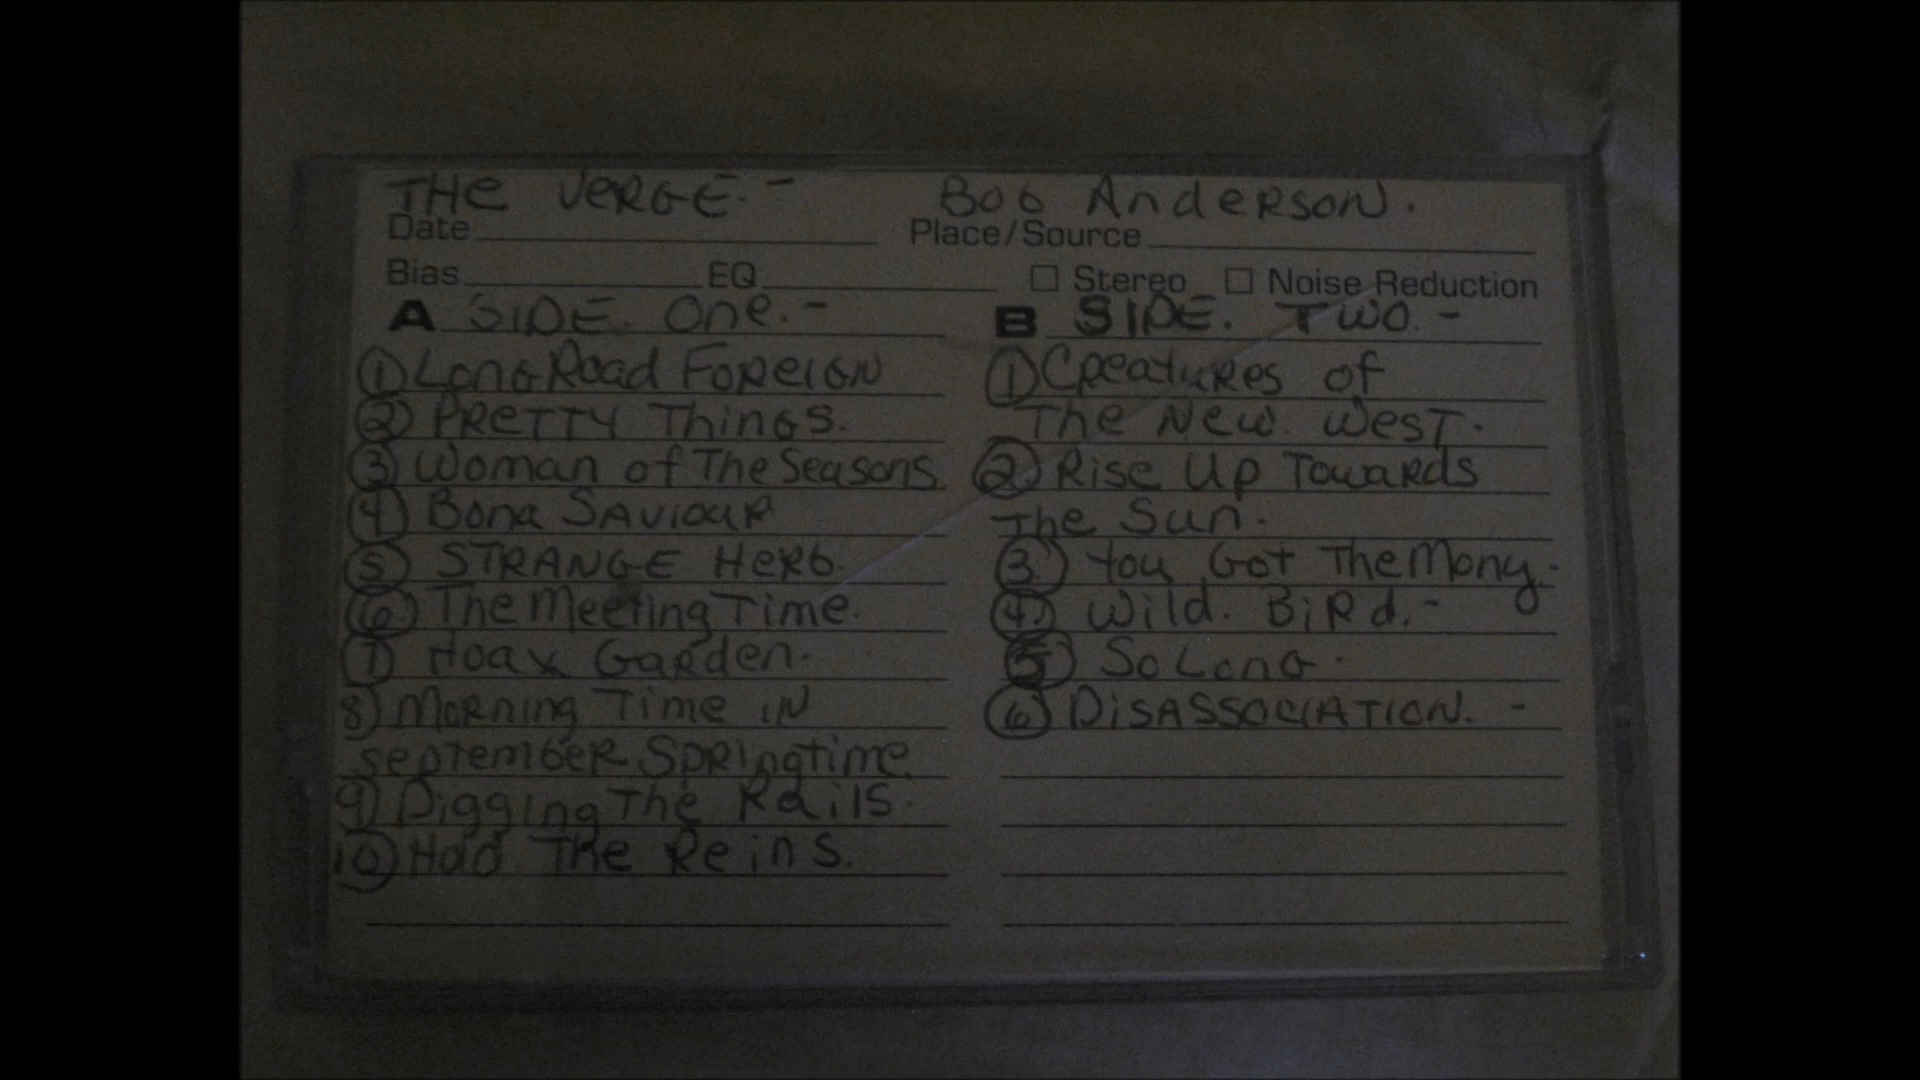 THe VeRGE. - Bob AndeRSON.
Date Place/Source
Bias EQ Stereo Noise Reduction
A SIDE. One. -
① LonG Road FoReIGN
② PReTTY ThinGS.
③ Woman of The Seasons
④ Bona SAVIouR
⑤ STRANGE HeRb.
⑥ The Meeting Time.
⑦ Hoax GaRden.
8) MoRning Time iN
septembeR SpRingtime.
9) Digging The Rails.
10) Had The Reins.
B SIDE. TWO. -
① CReatuRes of
The New. WesT.
② Rise Up TowaRds
The Sun.
③ You Got The Mony.
④ Wild. BiRd. -
⑤ So LonG.
⑥ DiSASSOCIATION. -